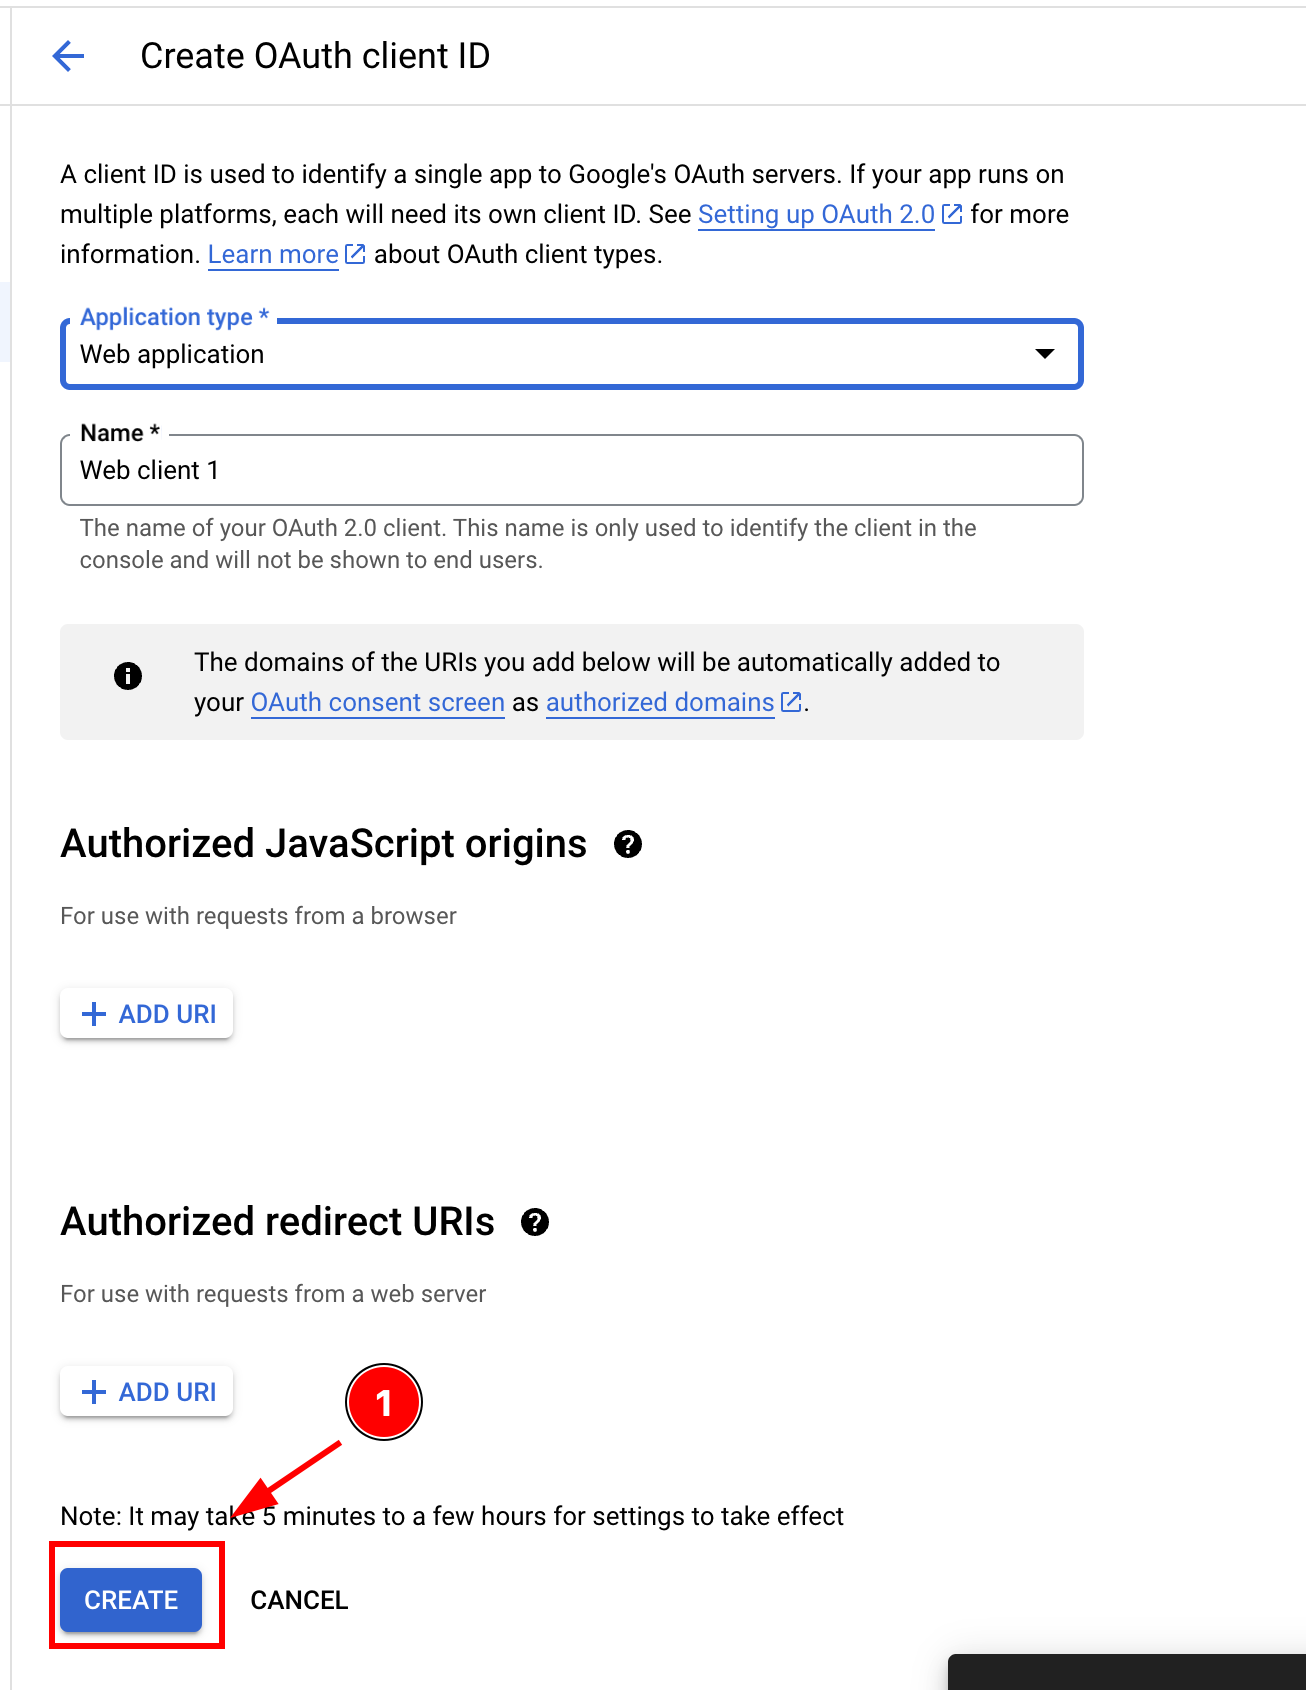 Create OAuth client ID
A client ID is used to identify a single app to Google's OAuth servers. If your app runs on
multiple platforms, each will need its own client ID. See Setting up OAuth 2.0 for more
information. Learn more about OAuth client types.
Application type *
Web application
Name *
Web client 1
The name of your OAuth 2.0 client. This name is only used to identify the client in the
console and will not be shown to end users.
The domains of the URIs you add below will be automatically added to
your OAuth consent screen as authorized domains.
Authorized JavaScript origins
For use with requests from a browser
+ ADD URI
Authorized redirect URIs
For use with requests from a web server
+ ADD URI
1
Note: It may take 5 minutes to a few hours for settings to take effect
CREATE CANCEL